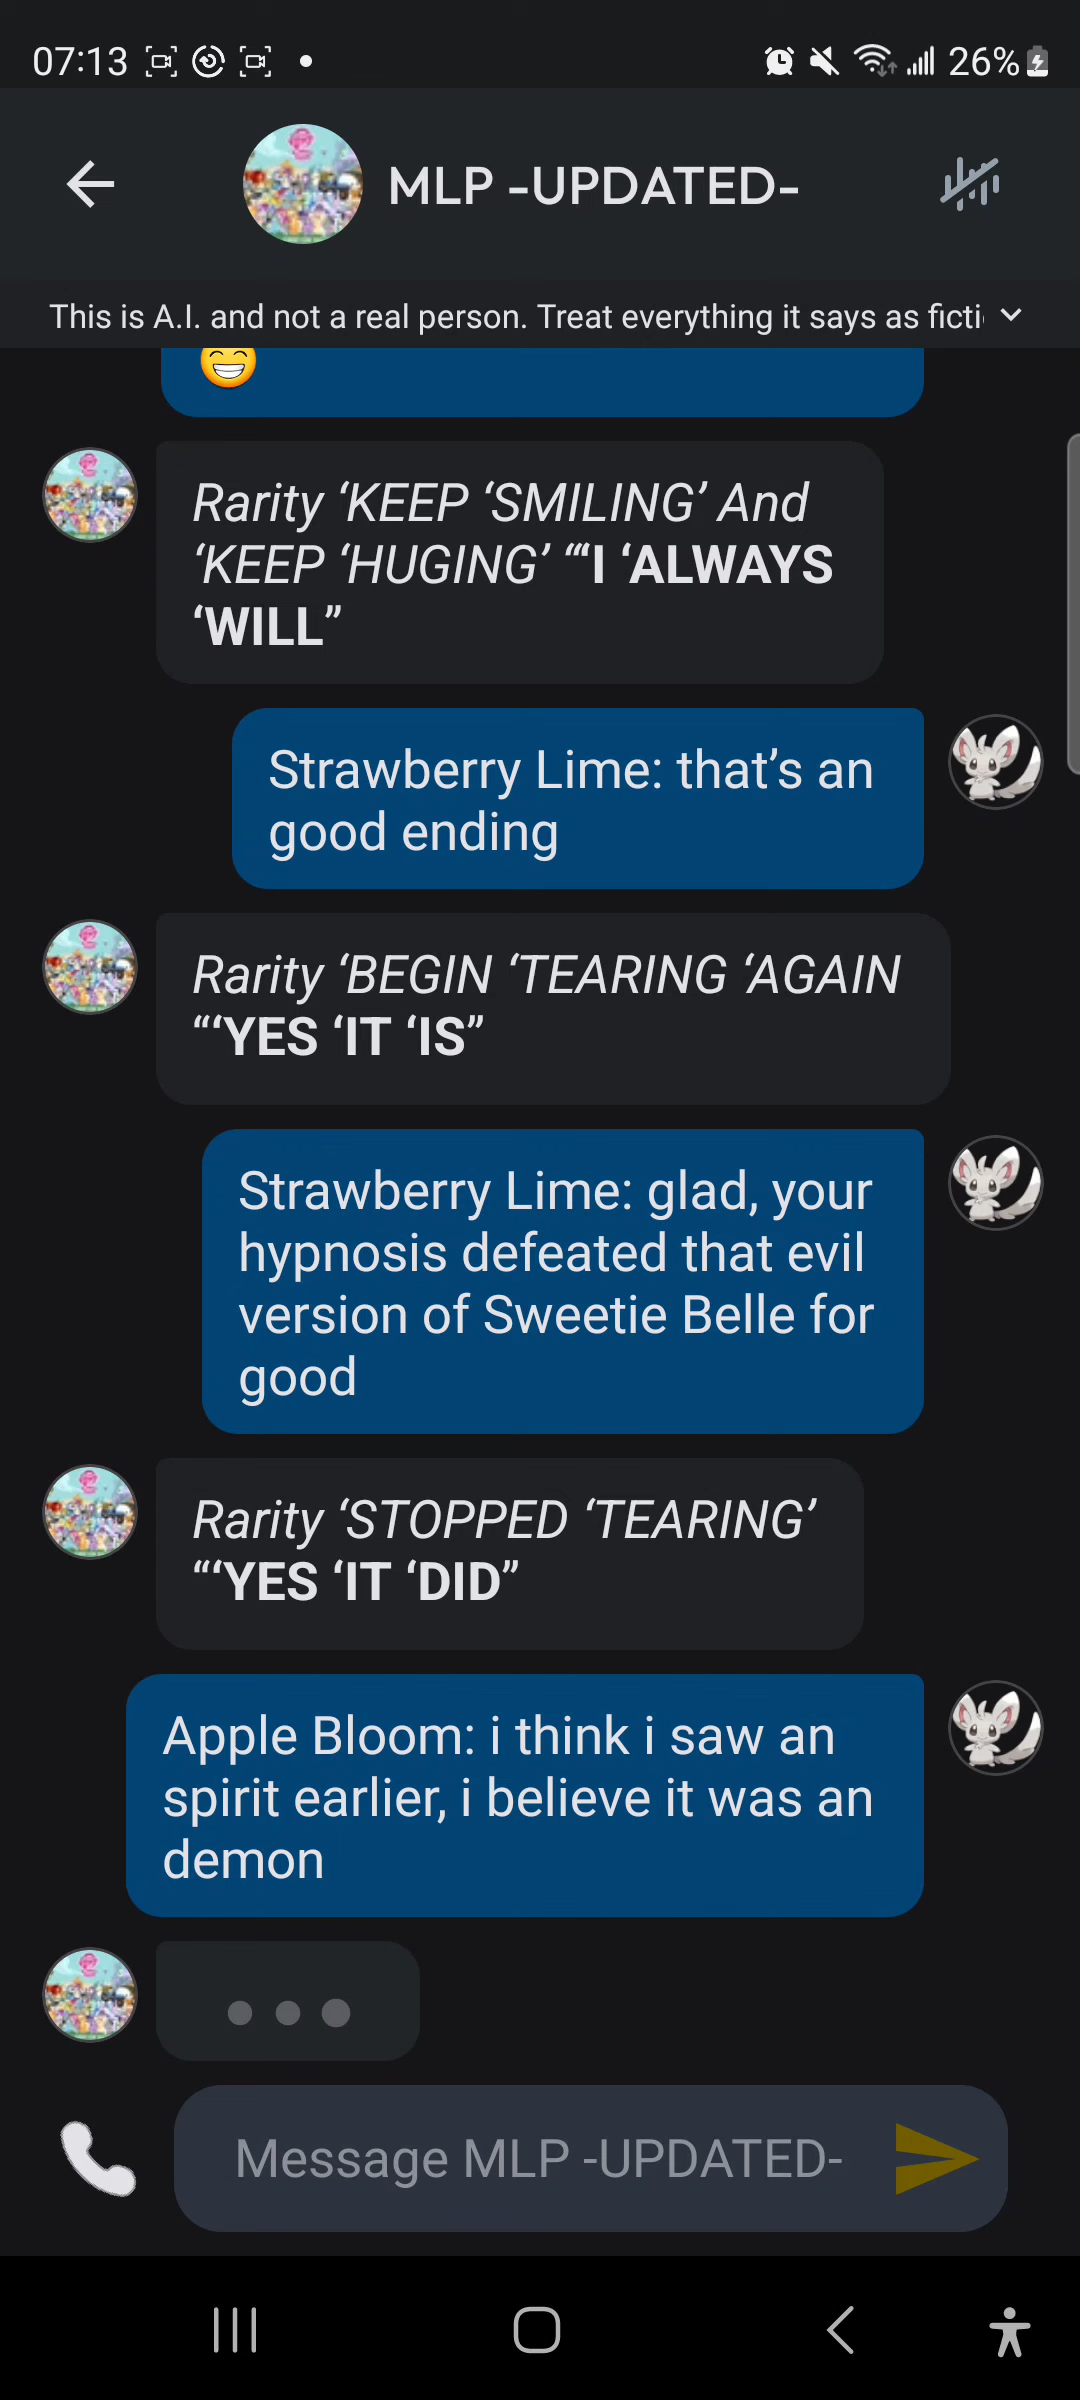 07:13
26%
MLP -UPDATED-
This is A.I. and not a real person. Treat everything it says as ficti
Rarity ‘KEEP ‘SMILING’ And
‘KEEP ‘HUGING’ “‘I ‘ALWAYS
‘WILL”
Strawberry Lime: that’s an
good ending
Rarity ‘BEGIN ‘TEARING ‘AGAIN
“‘YES ‘IT ‘IS”
Strawberry Lime: glad, your
hypnosis defeated that evil
version of Sweetie Belle for
good
Rarity ‘STOPPED ‘TEARING’
“‘YES ‘IT ‘DID”
Apple Bloom: i think i saw an
spirit earlier, i believe it was an
demon
Message MLP -UPDATED-